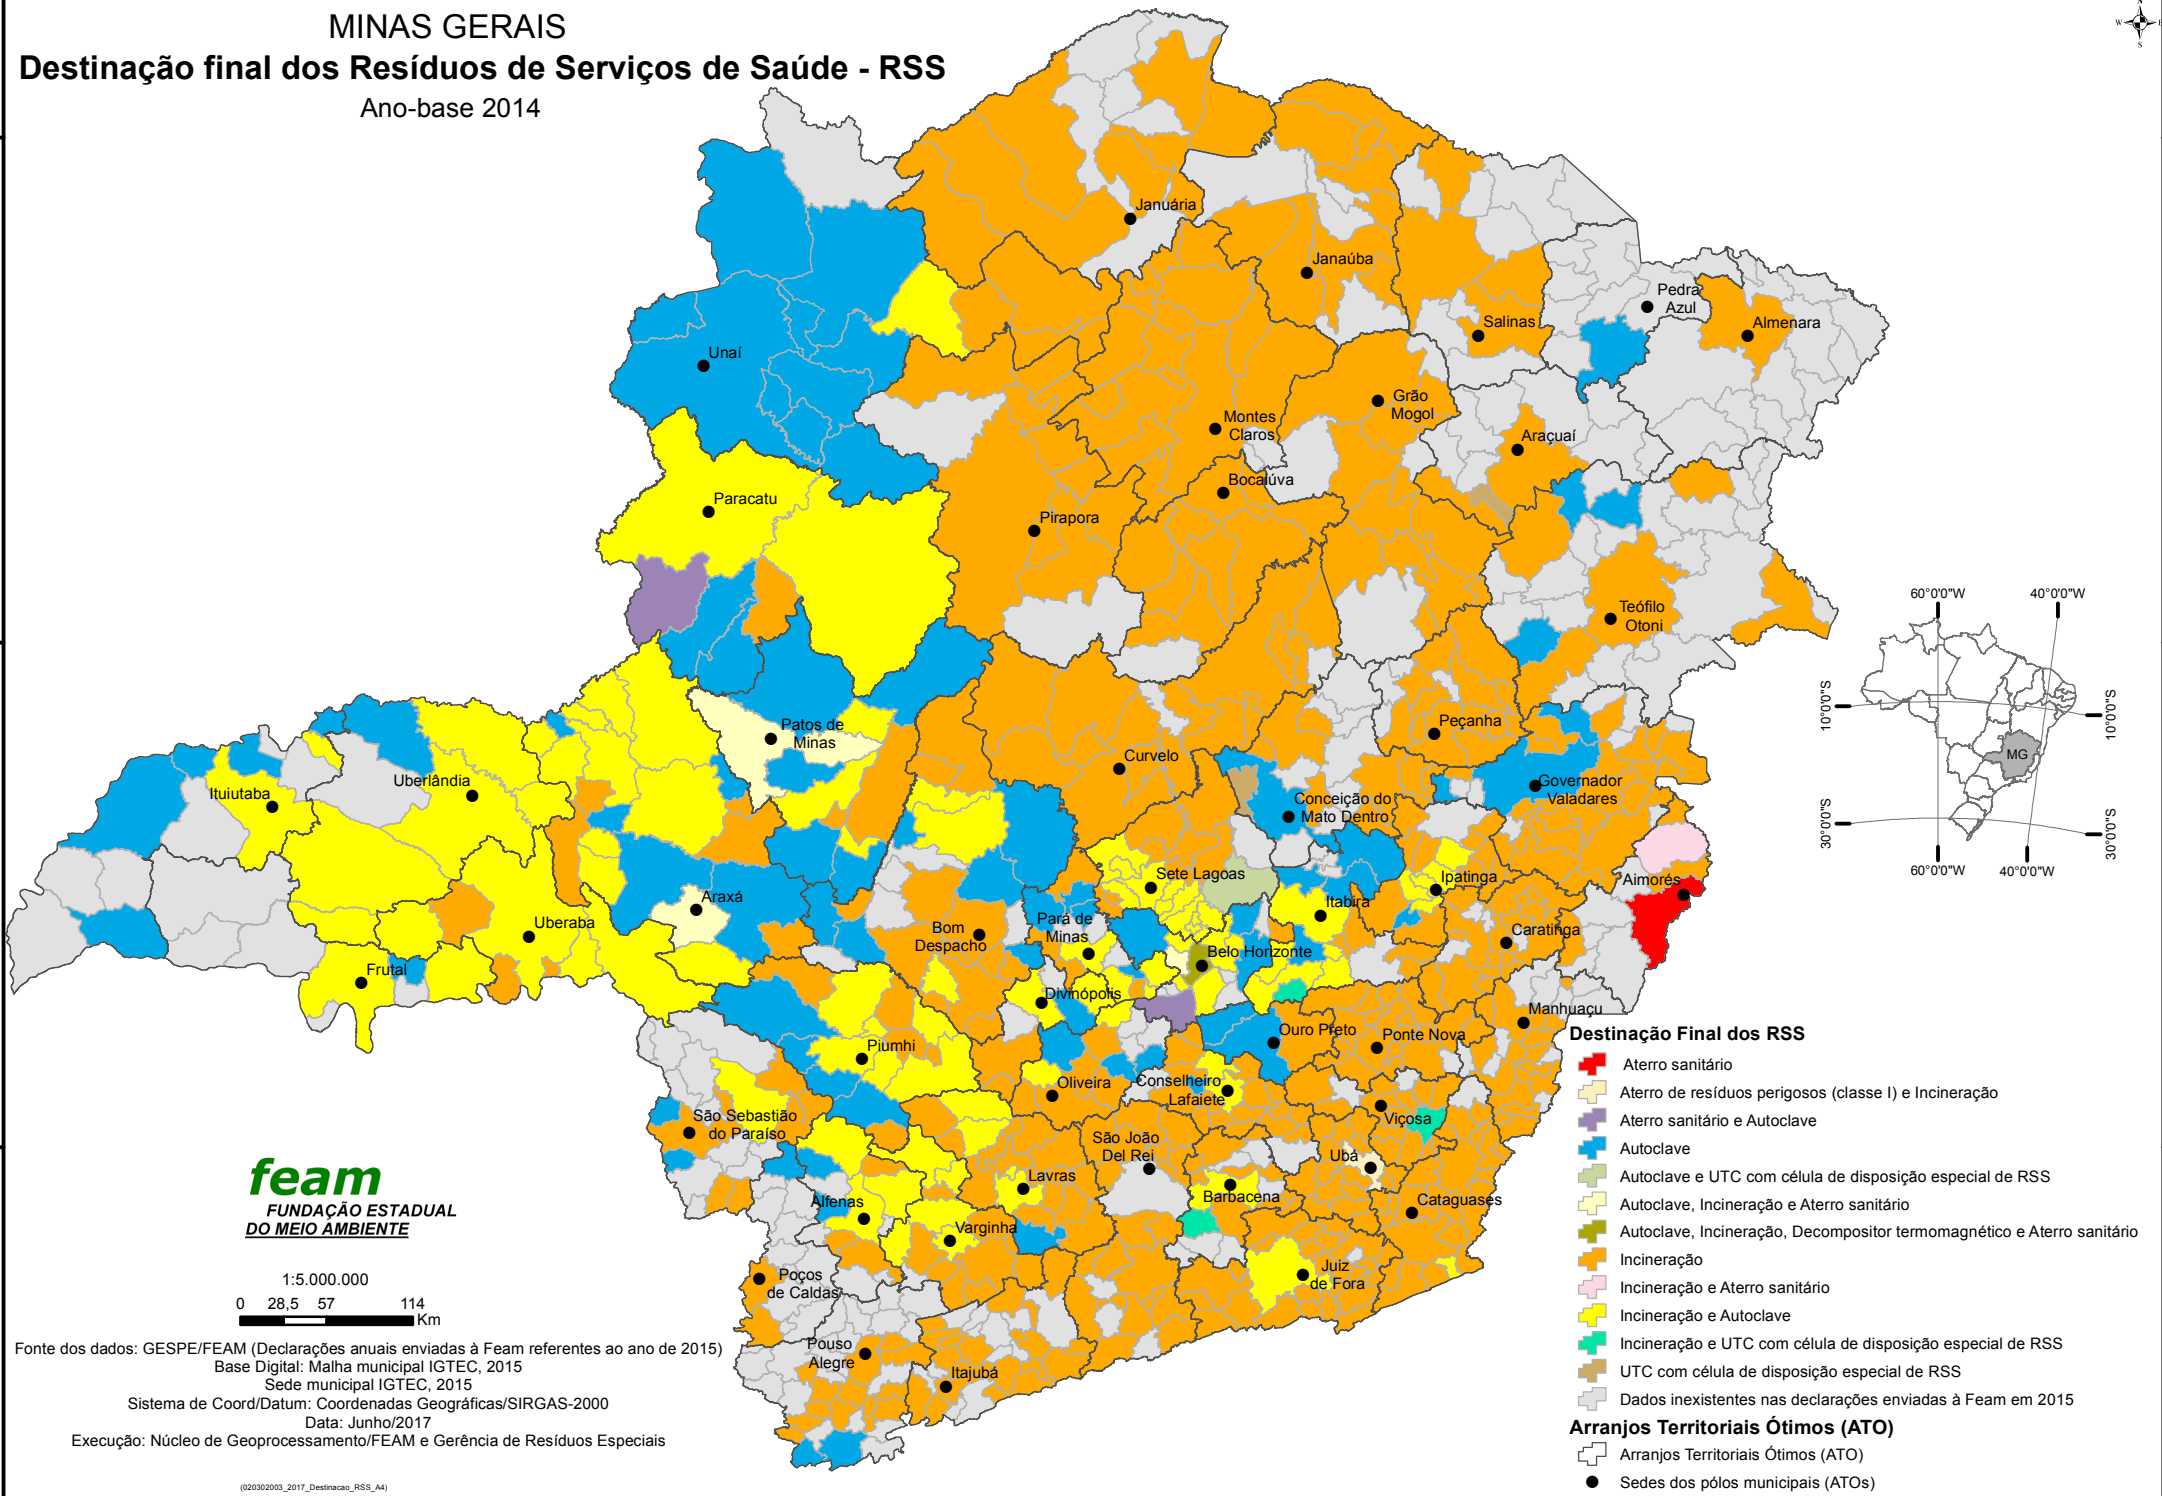 MINAS GERAIS
Destinação final dos Resíduos de Serviços de Saúde - RSS
Ano-base 2014
N
W E
S
Januária
Janaúba
Pedra
Azul
Salinas
Almenara
Unaí
Grão
Mogol
Montes
Claros
Araçuaí
Bocaiúva
Paracatu
Pirapora
Teófilo
Otoni
Patos de
Minas
Peçanha
Curvelo
Uberlândia
Ituiutaba
Governador
Valadares
Conceição do
Mato Dentro
Sete Lagoas
Ipatinga
Aimorés
Araxá
Itabira
Uberaba
Bom
Despacho
Pará de
Minas
Caratinga
Belo Horizonte
Frutal
Divinópolis
Manhuaçu
Ouro Preto
Ponte Nova
Piumhi
Oliveira
Conselheiro
Lafaiete
São Sebastião
do Paraíso
Viçosa
São João
Del Rei
Ubá
Lavras
Barbacena
Alfenas
Cataguases
Varginha
Juiz
de Fora
Poços
de Caldas
Pouso
Alegre
Itajubá
60°0'0"W 40°0'0"W
10°0'0"S 10°0'0"S
MG
30°0'0"S 30°0'0"S
60°0'0"W 40°0'0"W
Destinação Final dos RSS
Aterro sanitário
Aterro de resíduos perigosos (classe I) e Incineração
Aterro sanitário e Autoclave
Autoclave
Autoclave e UTC com célula de disposição especial de RSS
Autoclave, Incineração e Aterro sanitário
Autoclave, Incineração, Decompositor termomagnético e Aterro sanitário
Incineração
Incineração e Aterro sanitário
Incineração e Autoclave
Incineração e UTC com célula de disposição especial de RSS
UTC com célula de disposição especial de RSS
Dados inexistentes nas declarações enviadas à Feam em 2015
Arranjos Territoriais Ótimos (ATO)
Arranjos Territoriais Ótimos (ATO)
Sedes dos pólos municipais (ATOs)
feam
FUNDAÇÃO ESTADUAL
DO MEIO AMBIENTE
1:5.000.000
0 28,5 57 114
Km
Fonte dos dados: GESPE/FEAM (Declarações anuais enviadas à Feam referentes ao ano de 2015)
Base Digital: Malha municipal IGTEC, 2015
Sede municipal IGTEC, 2015
Sistema de Coord/Datum: Coordenadas Geográficas/SIRGAS-2000
Data: Junho/2017
Execução: Núcleo de Geoprocessamento/FEAM e Gerência de Resíduos Especiais
(020302003_2017_Destinacao_RSS_A4)